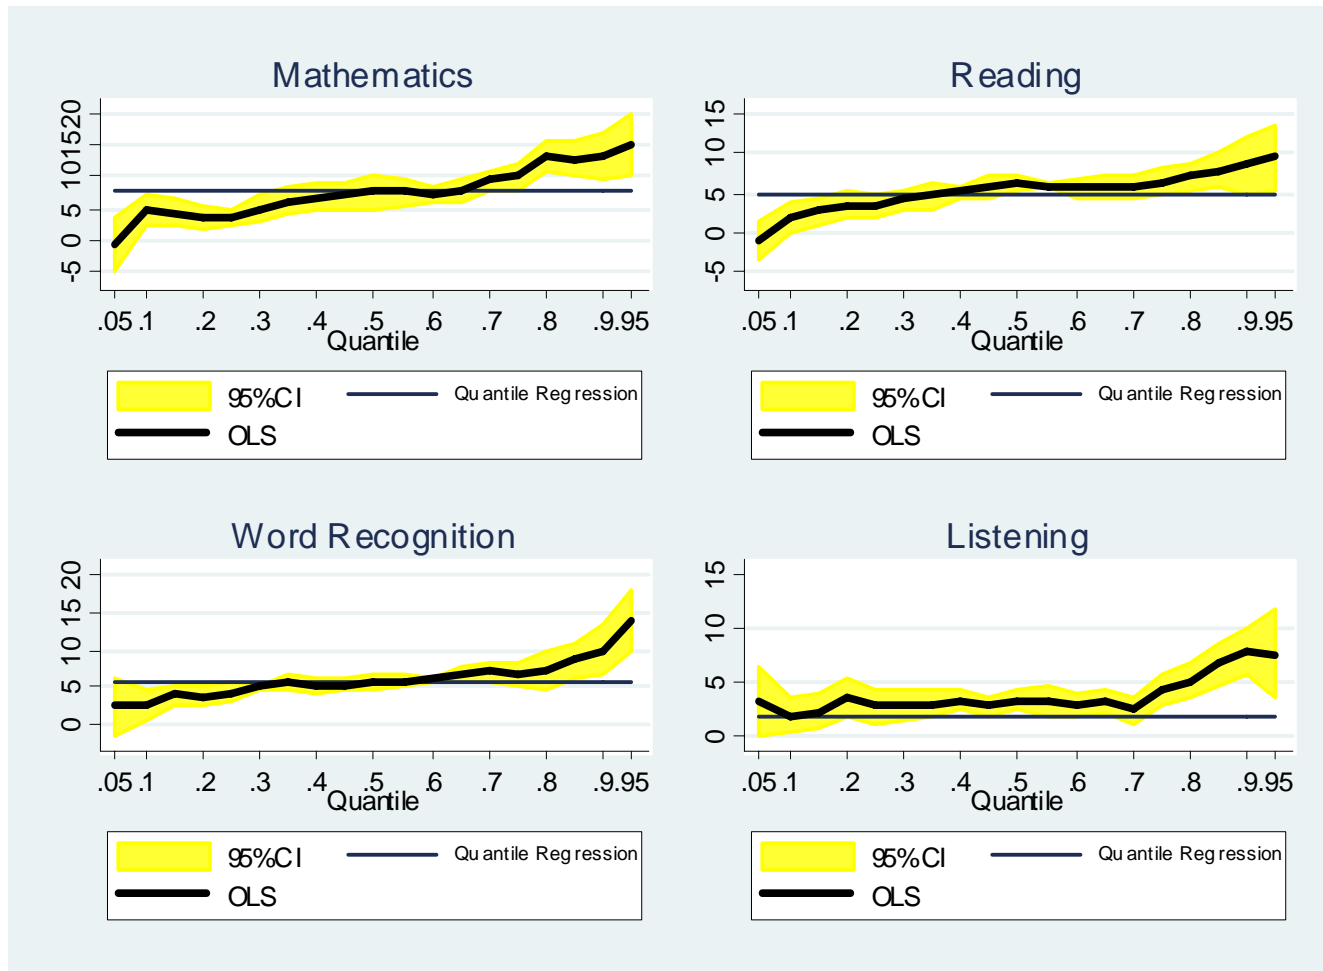 Mathematics
20
15
10
5
0
-5
.05 .1 .2 .3 .4 .5 .6 .7 .8 .9 .95
Quantile
95%CI Quantile Regression
OLS
Reading
15
10
5
0
-5
.05 .1 .2 .3 .4 .5 .6 .7 .8 .9 .95
Quantile
95%CI Quantile Regression
OLS
Word Recognition
20
15
10
5
0
.05 .1 .2 .3 .4 .5 .6 .7 .8 .9 .95
Quantile
95%CI Quantile Regression
OLS
Listening
15
10
5
0
.05 .1 .2 .3 .4 .5 .6 .7 .8 .9 .95
Quantile
95%CI Quantile Regression
OLS